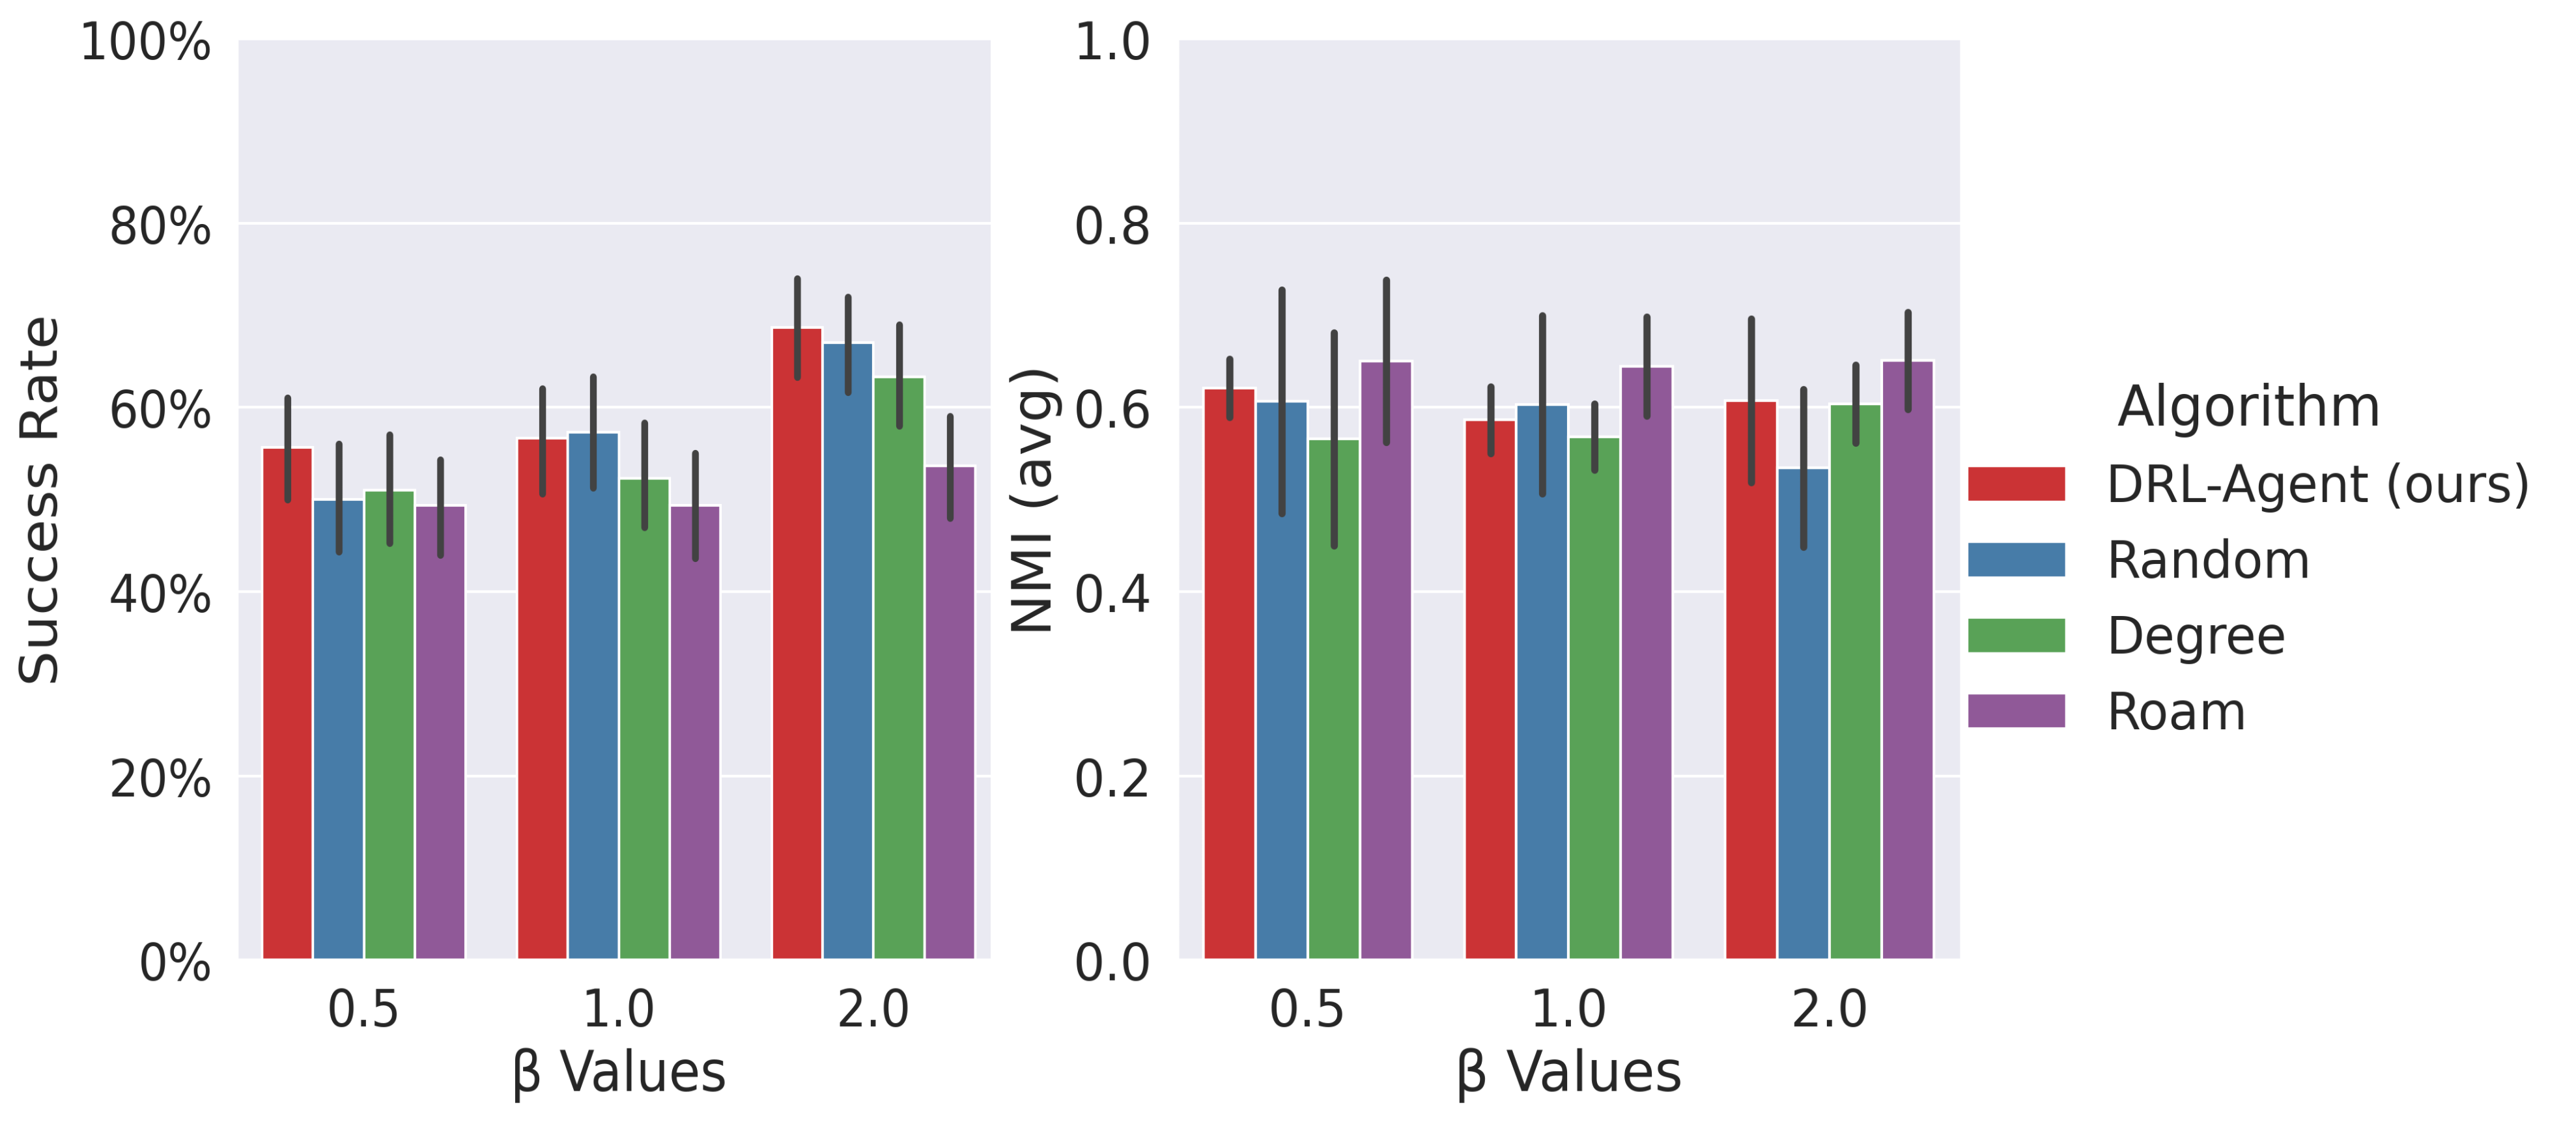 100%
80%
60%
40%
20%
0%
Success Rate
0.5 1.0 2.0
β Values
1.0
0.8
0.6
0.4
0.2
0.0
NMI (avg)
0.5 1.0 2.0
β Values
Algorithm
DRL-Agent (ours)
Random
Degree
Roam